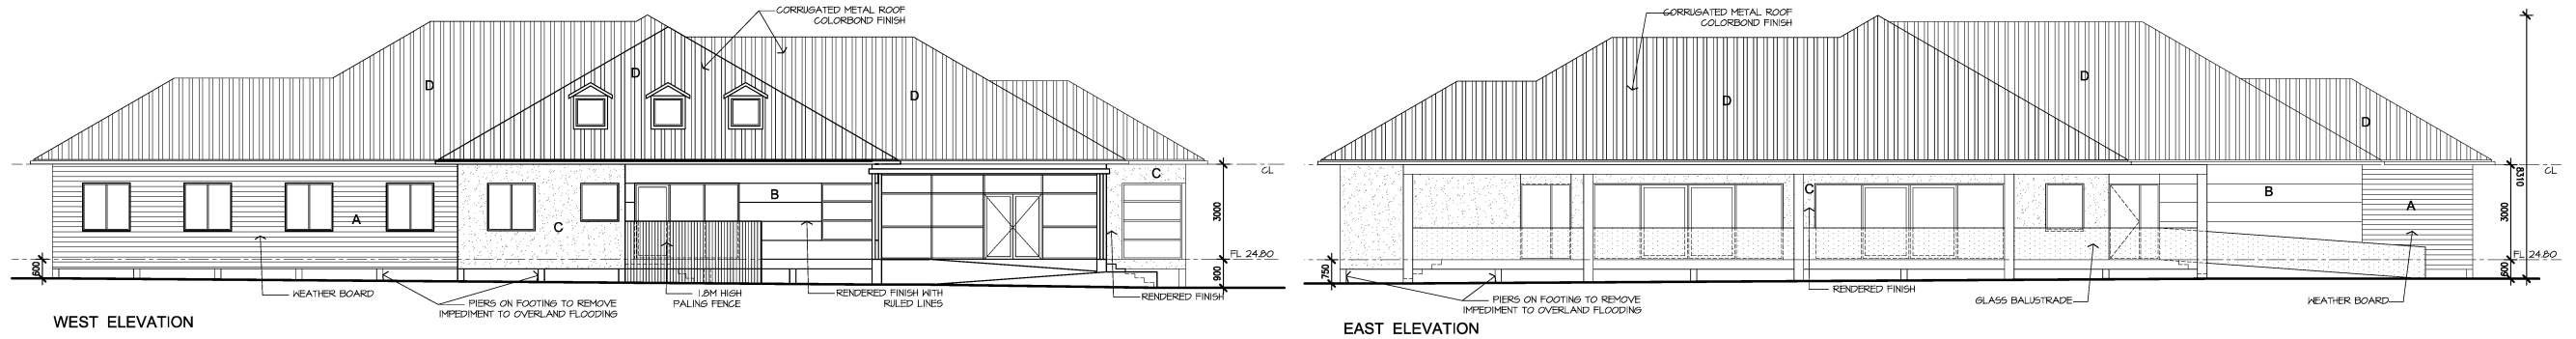 CORRUGATED METAL ROOF
COLORBOND FINISH
D
D
D
A
C
B
C
CL
3000
FL 24.80
600
900
WEATHER BOARD
PIERS ON FOOTING TO REMOVE
IMPEDIMENT TO OVERLAND FLOODING
1.8M HIGH
PALING FENCE
RENDERED FINISH WITH
RULED LINES
RENDERED FINISH
WEST ELEVATION
CORRUGATED METAL ROOF
COLORBOND FINISH
D
D
D
C
B
A
CL
8310
3000
FL 24.80
750
600
PIERS ON FOOTING TO REMOVE
IMPEDIMENT TO OVERLAND FLOODING
RENDERED FINISH
GLASS BALUSTRADE
WEATHER BOARD
EAST ELEVATION